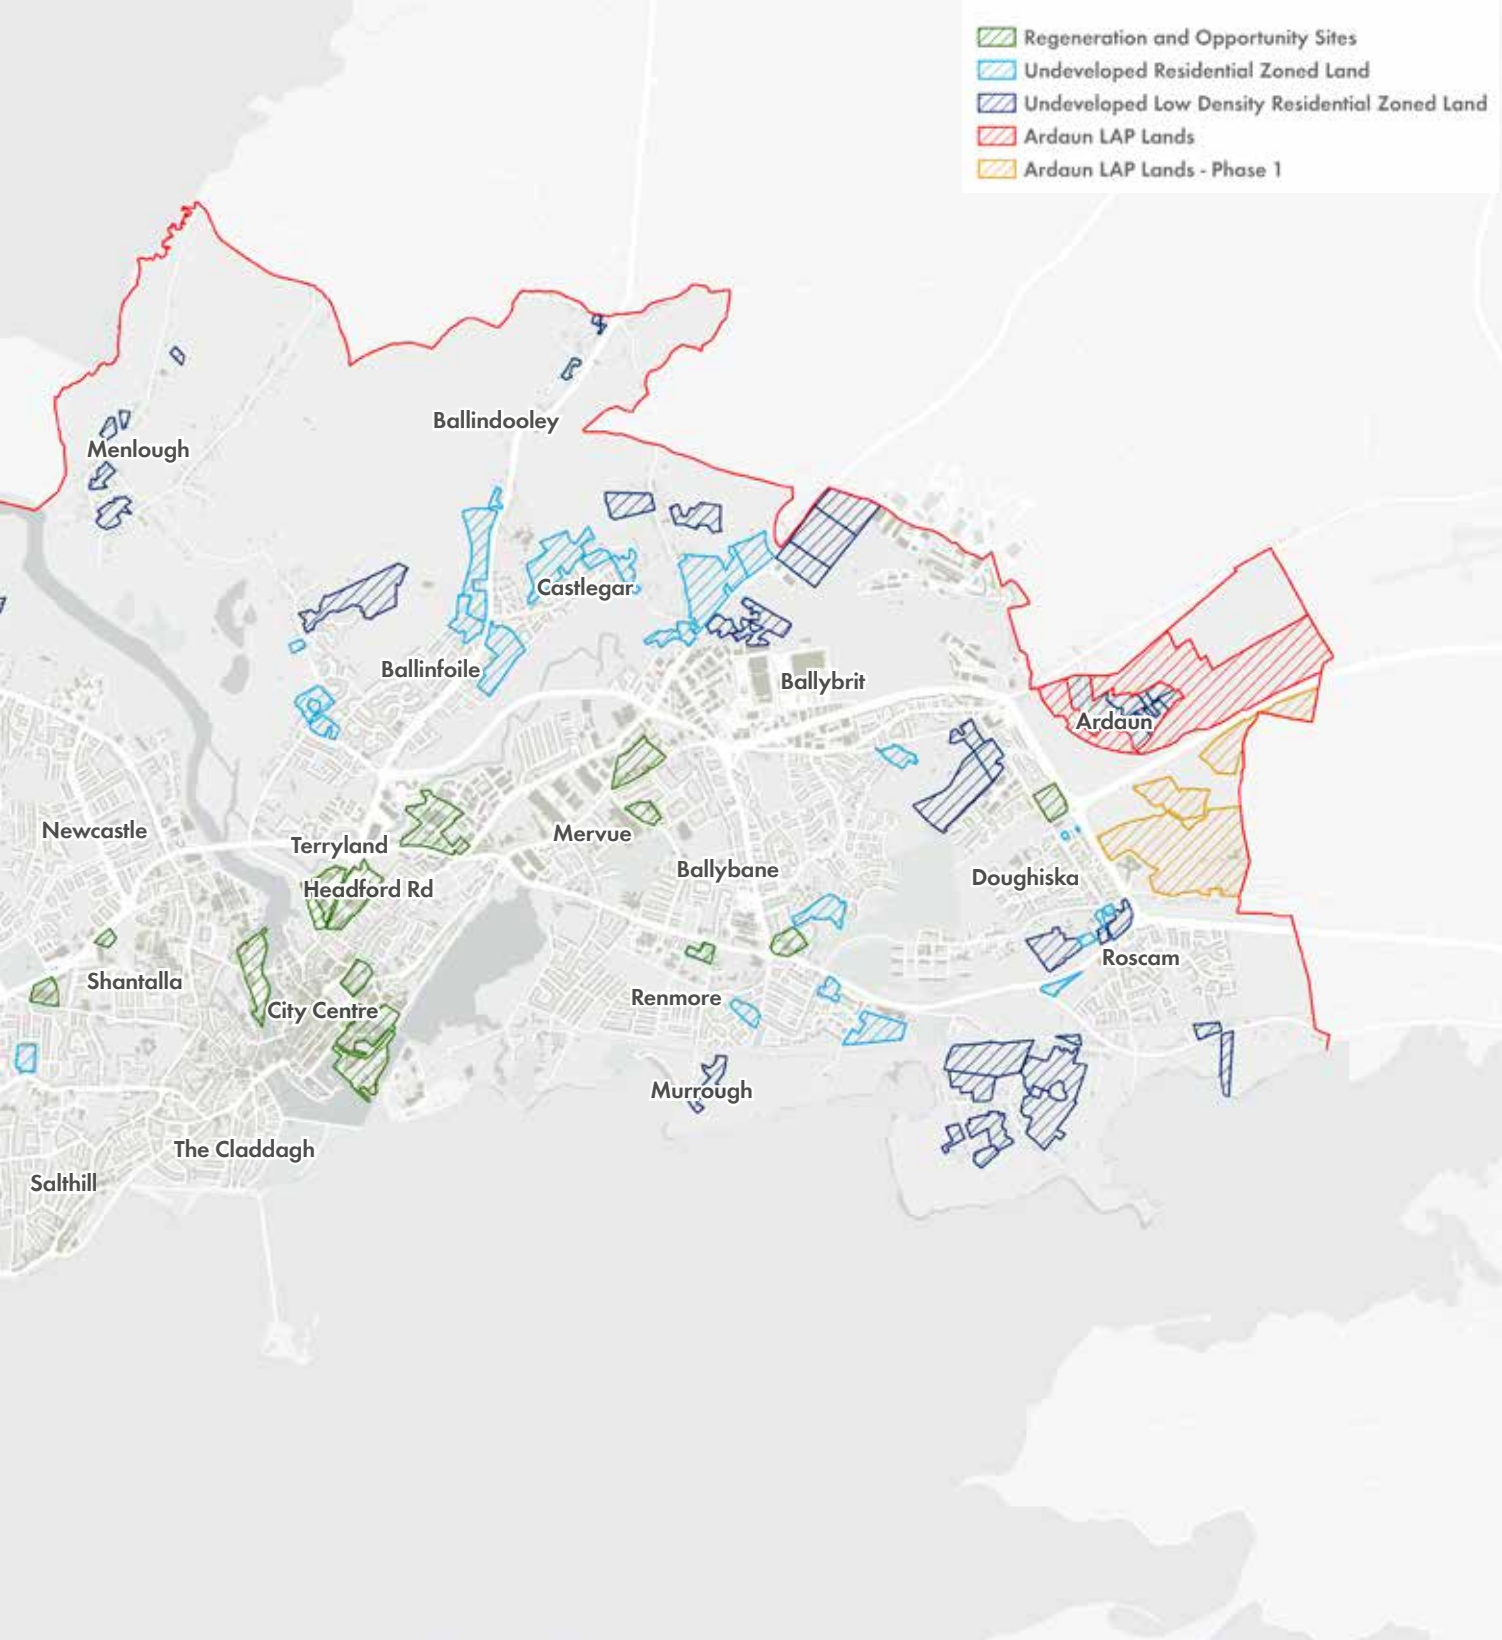 Regeneration and Opportunity Sites
Undeveloped Residential Zoned Land
Undeveloped Low Density Residential Zoned Land
Ardaun LAP Lands
Ardaun LAP Lands - Phase 1
Ballindooley
Menlough
Castlegar
Ballinfoile
Ballybrit
Ardaun
Newcastle
Mervue
Terryland
Ballybane
Doughiska
Headford Rd
Roscam
Shantalla
Renmore
City Centre
Murrough
The Claddagh
Salthill